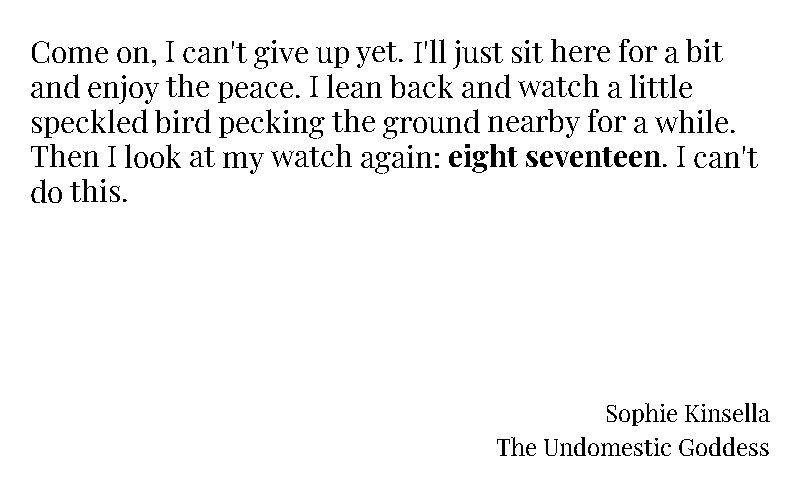 Come on, I can't give up yet. I'll just sit here for a bit
and enjoy the peace. I lean back and watch a little
speckled bird pecking the ground nearby for a while.
Then I look at my watch again: eight seventeen. I can't
do this.
Sophie Kinsella
The Undomestic Goddess